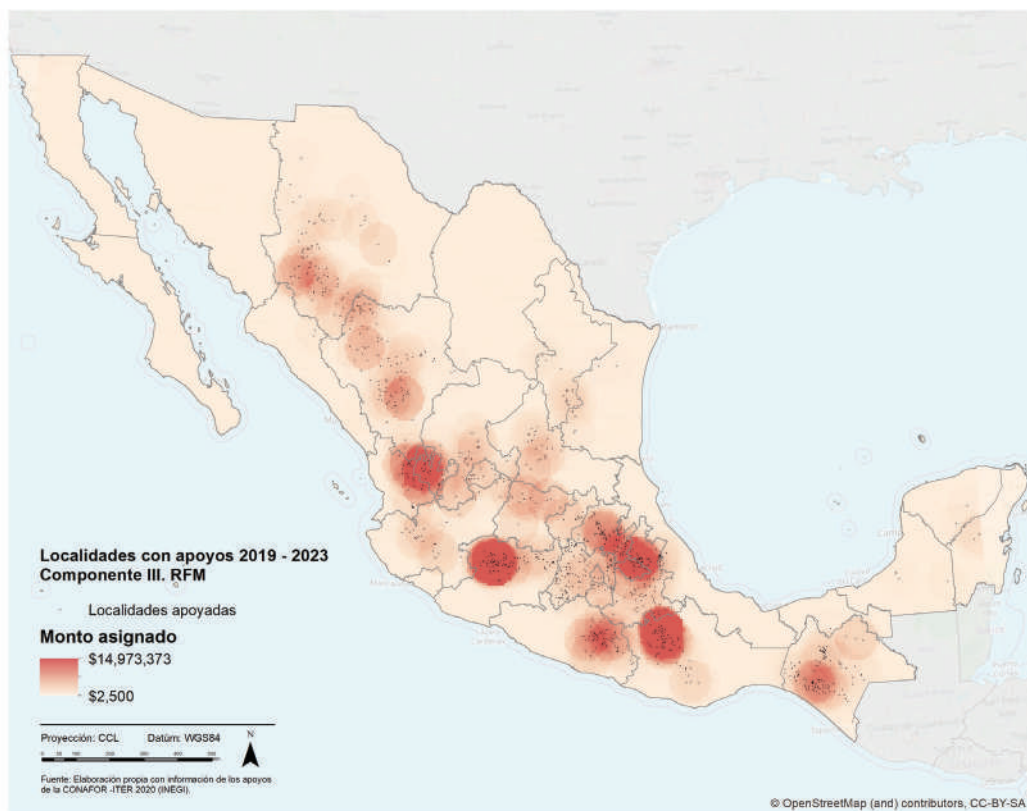 Localidades con apoyos 2019 - 2023
Componente III. RFM
Localidades apoyadas
Monto asignado
$14,973,373
$2,500
Proyección: CCL Datúm: WGS84
N
Fuente: Elaboración propia con información de los apoyos
de la CONAFOR -ITER 2020 (INEGI).
© OpenStreetMap (and) contributors, CC-BY-SA